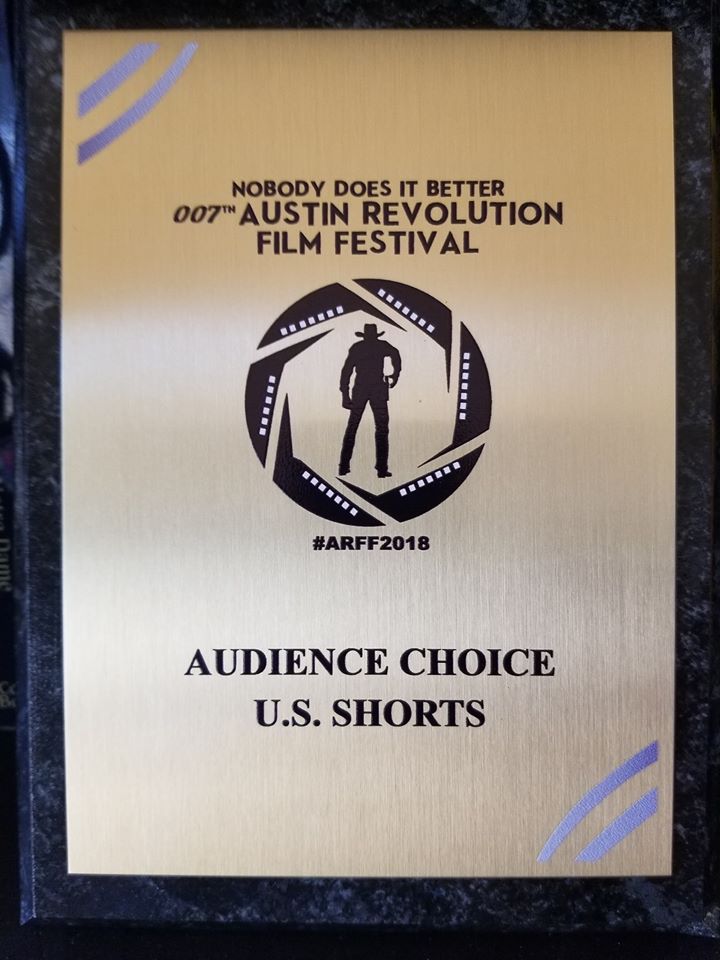 NOBODY DOES IT BETTER
007TH AUSTIN REVOLUTION
FILM FESTIVAL
#ARFF2018
AUDIENCE CHOICE
U.S. SHORTS